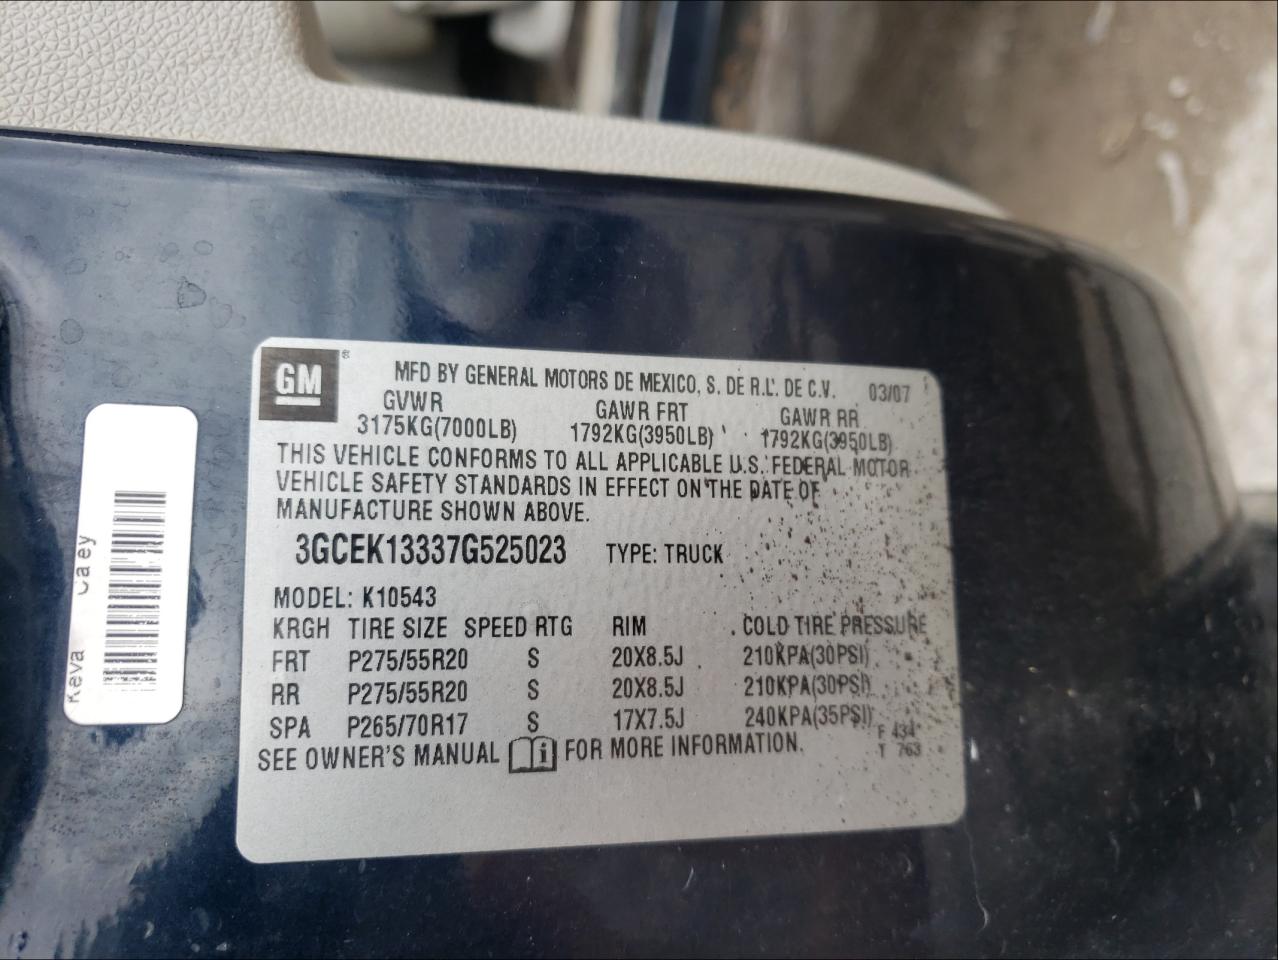 GM ®
MFD BY GENERAL MOTORS DE MEXICO, S. DE R.L. DE C.V. 03/07
GVWR GAWR FRT GAWR RR
3175KG(7000LB) 1792KG(3950LB) 1792KG(3950LB)
THIS VEHICLE CONFORMS TO ALL APPLICABLE U.S. FEDERAL MOTOR
VEHICLE SAFETY STANDARDS IN EFFECT ON THE DATE OF
MANUFACTURE SHOWN ABOVE.
3GCEK13337G525023 TYPE: TRUCK
MODEL: K10543
KRGH TIRE SIZE SPEED RTG RIM COLD TIRE PRESSURE
FRT P275/55R20 S 20X8.5J 210KPA(30PSI)
RR P275/55R20 S 20X8.5J 210KPA(30PSI)
SPA P265/70R17 S 17X7.5J 240KPA(35PSI)
F 434
SEE OWNER'S MANUAL i FOR MORE INFORMATION. T 763
Keva